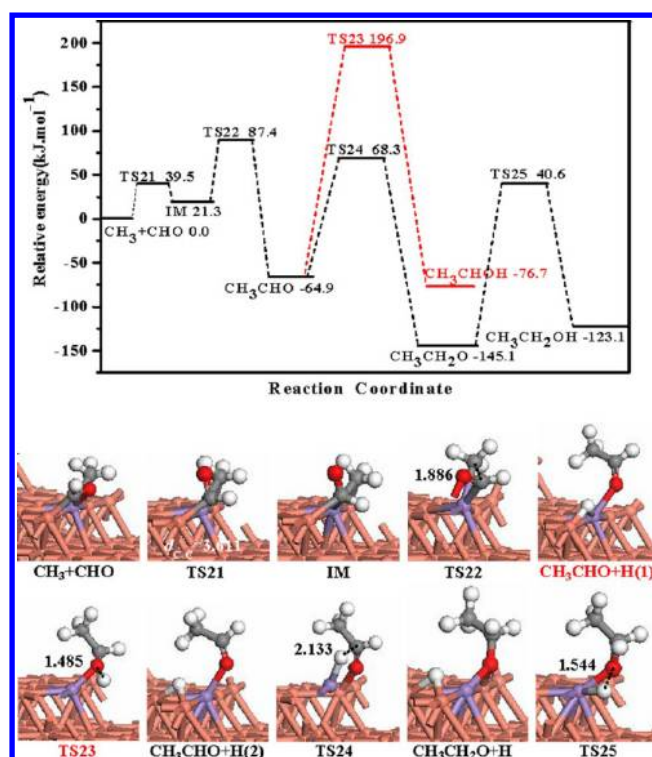 200
150
100
50
0
-50
-100
-150
Relative energy(kJ.mol⁻¹)
TS23 196.9
TS22 87.4
TS24 68.3
TS21 39.5
TS25 40.6
IM 21.3
CH₃+CHO 0.0
CH₃CHO -64.9
CH₃CHOH -76.7
CH₃CH₂O -145.1
CH₃CH₂OH -123.1
Reaction Coordinate
1.886
CH₃+CHO
TS21
IM
TS22
CH₃CHO+H(1)
1.485
2.133
1.544
TS23
CH₃CHO+H(2)
TS24
CH₃CH₂O+H
TS25